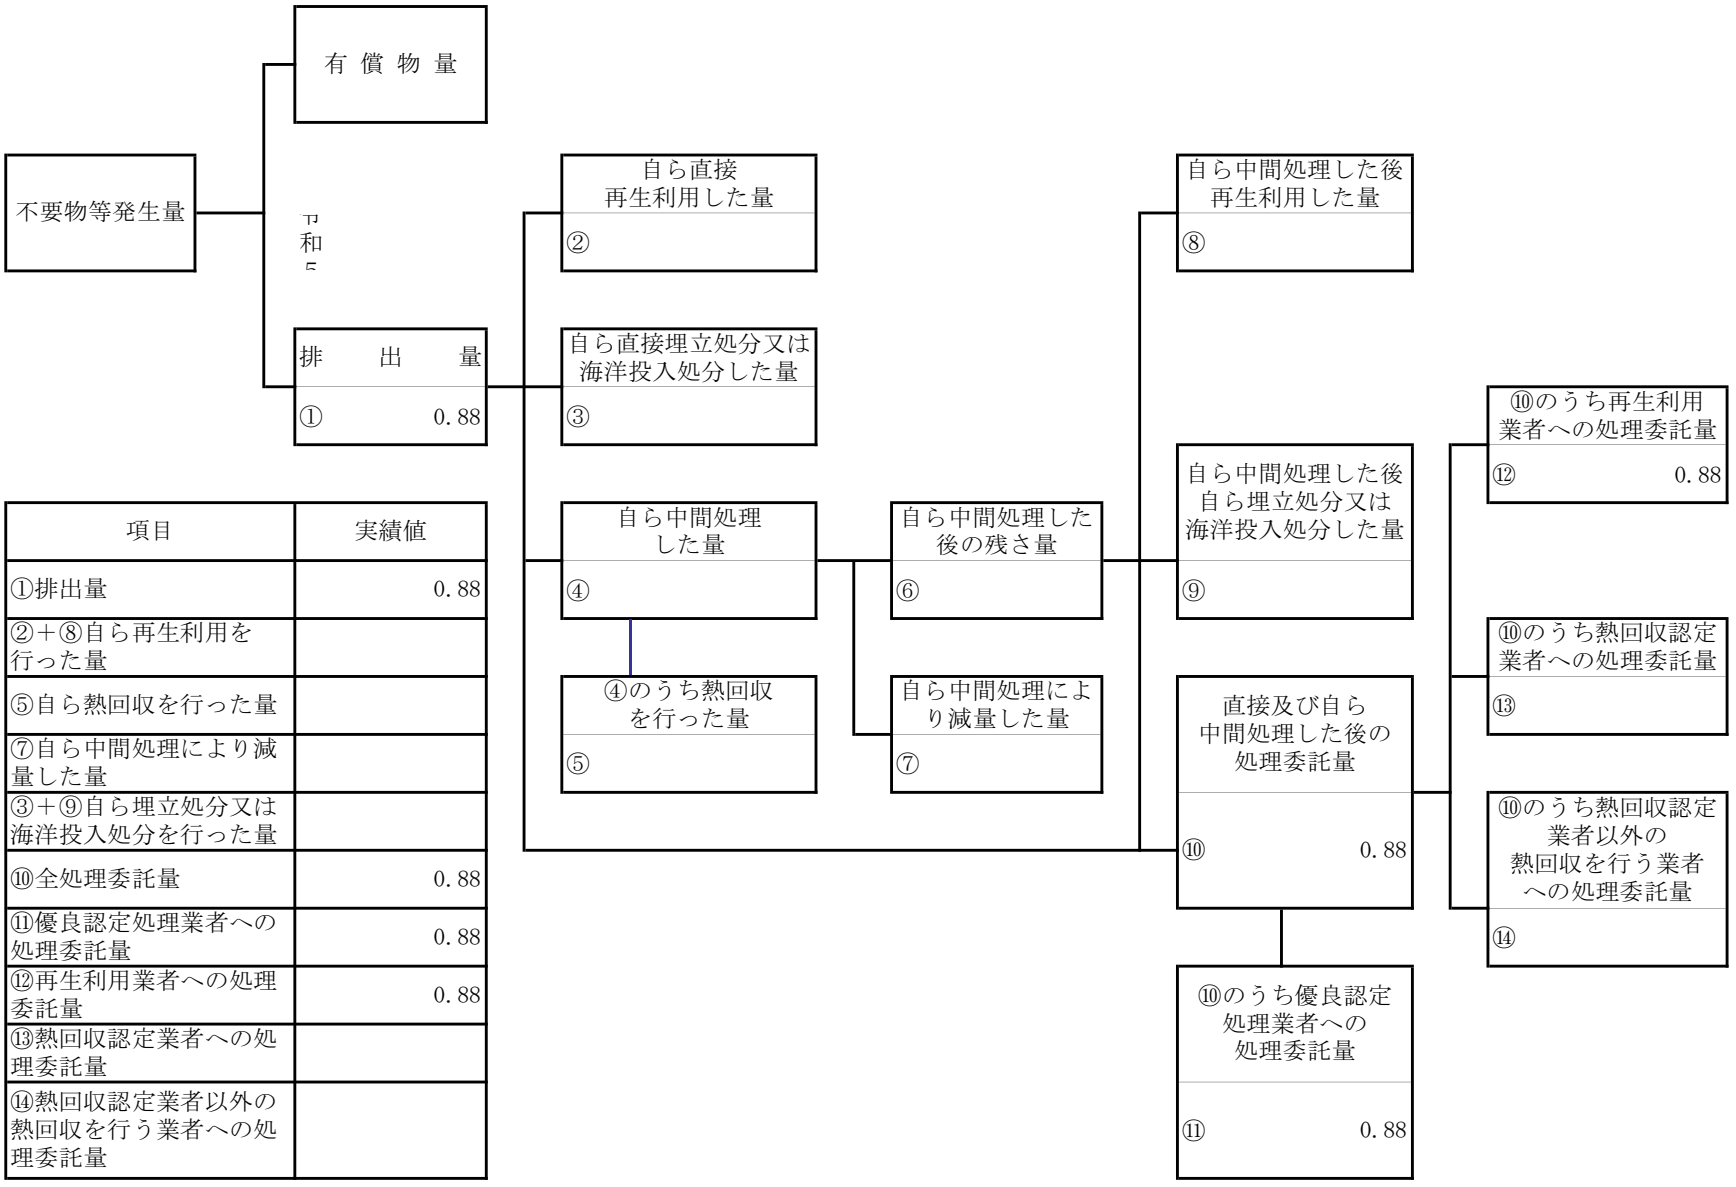 有償物量
不要物等発生量
和
排出量
① 0.88
自ら直接
再生利用した量
②
自ら直接埋立処分又は
海洋投入処分した量
③
自ら中間処理
した量
④
④のうち熱回収
を行った量
⑤
自ら中間処理した
後の残さ量
⑥
自ら中間処理によ
り減量した量
⑦
自ら中間処理した後
再生利用した量
⑧
自ら中間処理した後
自ら埋立処分又は
海洋投入処分した量
⑨
直接及び自ら
中間処理した後の
処理委託量
⑩ 0.88
⑩のうち優良認定
処理業者への
処理委託量
⑪ 0.88
⑩のうち再生利用
業者への処理委託量
⑫ 0.88
⑩のうち熱回収認定
業者への処理委託量
⑬
⑩のうち熱回収認定
業者以外の
熱回収を行う業者
への処理委託量
⑭
項目 実績値
①排出量 0.88
②＋⑧自ら再生利用を
行った量
⑤自ら熱回収を行った量
⑦自ら中間処理により減
量した量
③＋⑨自ら埋立処分又は
海洋投入処分を行った量
⑩全処理委託量 0.88
⑪優良認定処理業者への
処理委託量 0.88
⑫再生利用業者への処理
委託量 0.88
⑬熱回収認定業者への処
理委託量
⑭熱回収認定業者以外の
熱回収を行う業者への処
理委託量